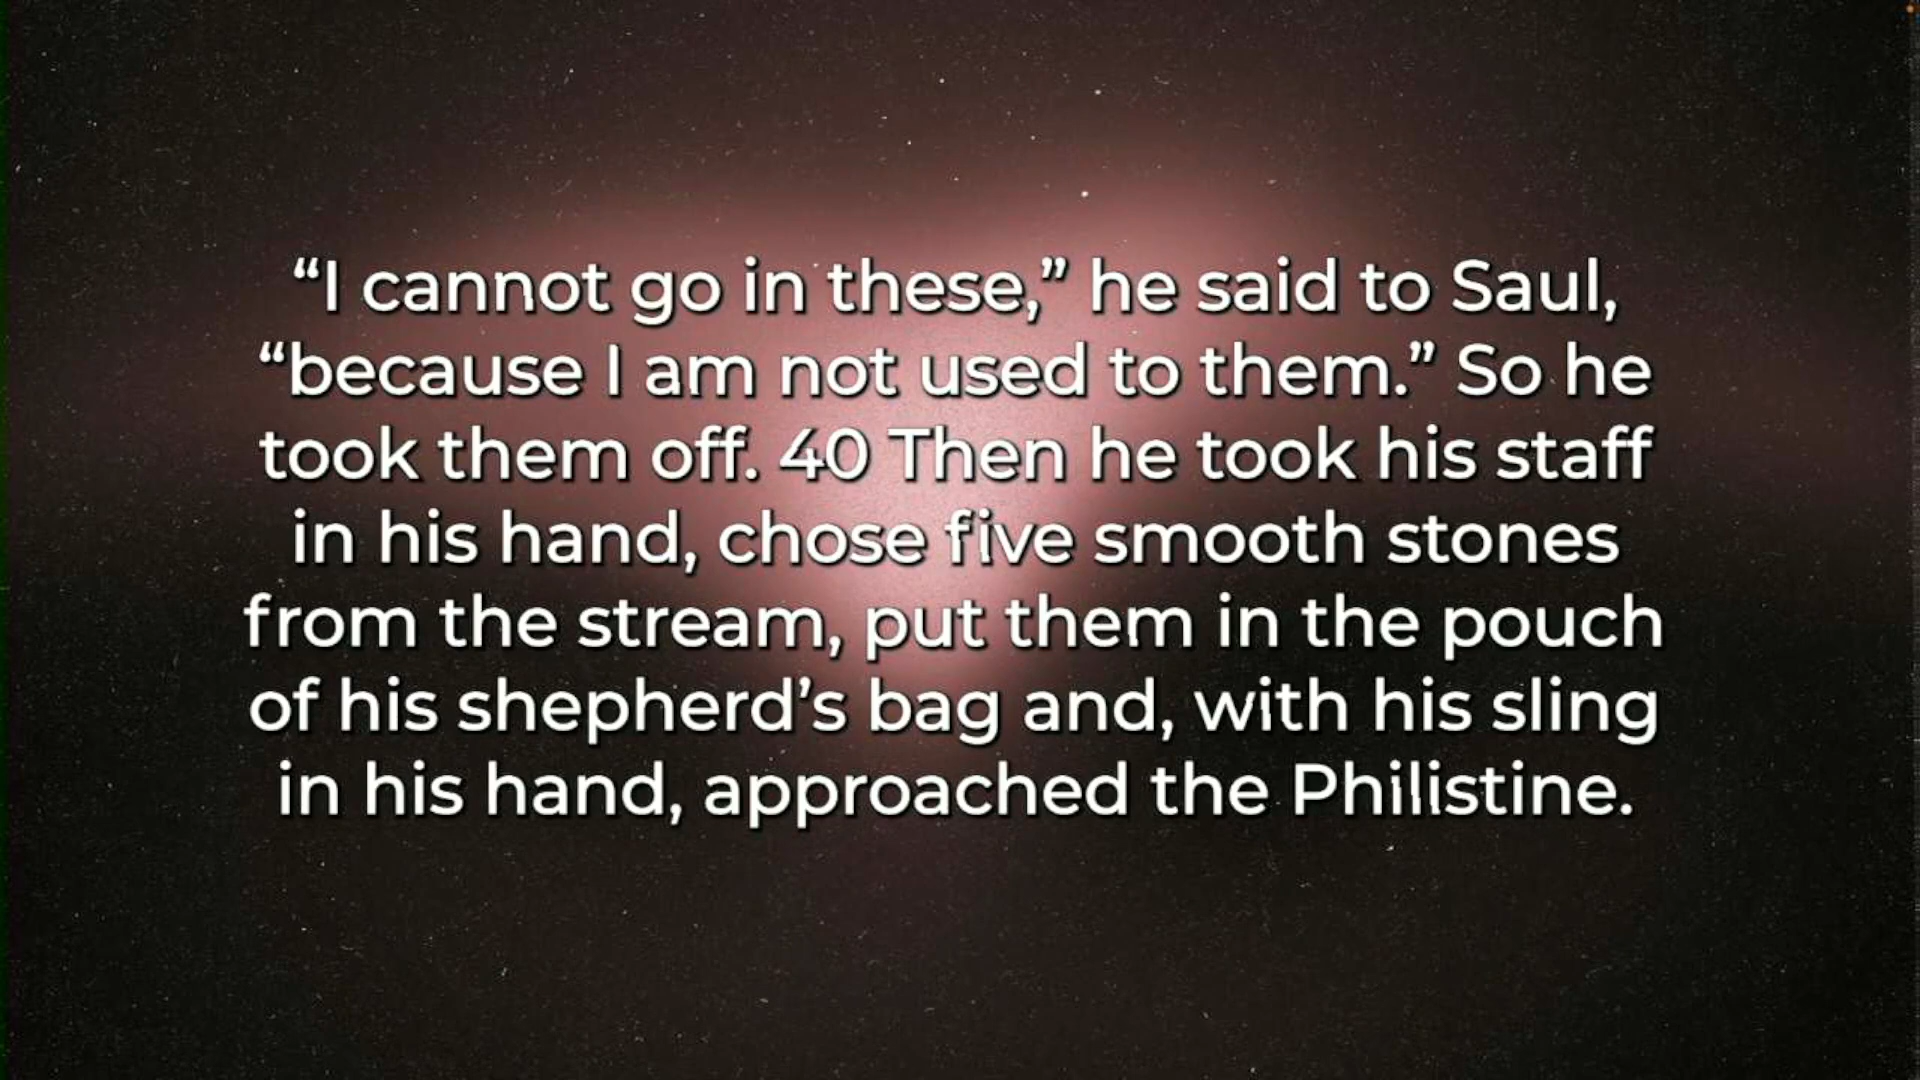 “I cannot go in these,” he said to Saul,
“because I am not used to them.” So he
took them off. 40 Then he took his staff
in his hand, chose five smooth stones
from the stream, put them in the pouch
of his shepherd’s bag and, with his sling
in his hand, approached the Philistine.